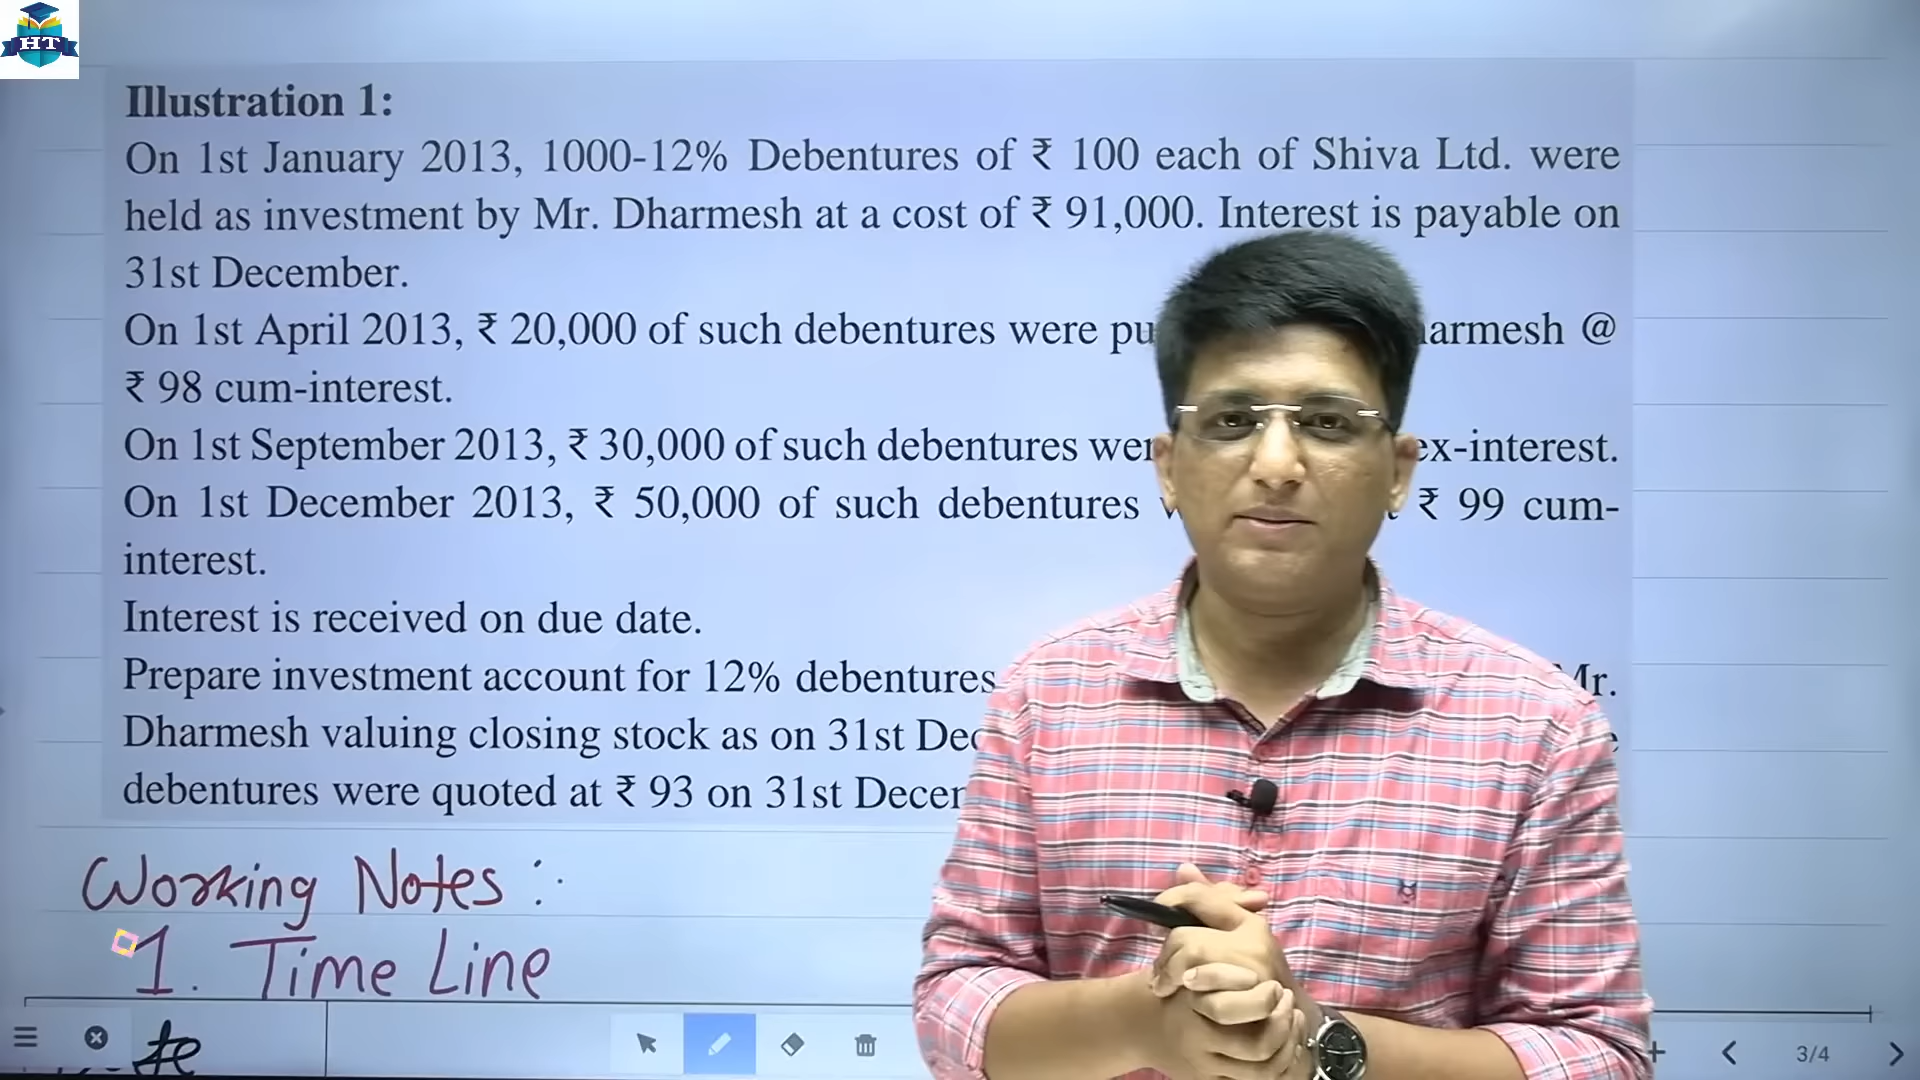 HT
Illustration 1:
On 1st January 2013, 1000-12% Debentures of ₹ 100 each of Shiva Ltd. were
held as investment by Mr. Dharmesh at a cost of ₹ 91,000. Interest is payable on
31st December.
On 1st April 2013, ₹ 20,000 of such debentures were pu armesh @
₹ 98 cum-interest.
On 1st September 2013, ₹ 30,000 of such debentures wer ex-interest.
On 1st December 2013, ₹ 50,000 of such debentures ₹ 99 cum-
interest.
Interest is received on due date.
Prepare investment account for 12% debentures Mr.
Dharmesh valuing closing stock as on 31st Dec
debentures were quoted at ₹ 93 on 31st Decem
Working Notes :
1. Time Line
3/4